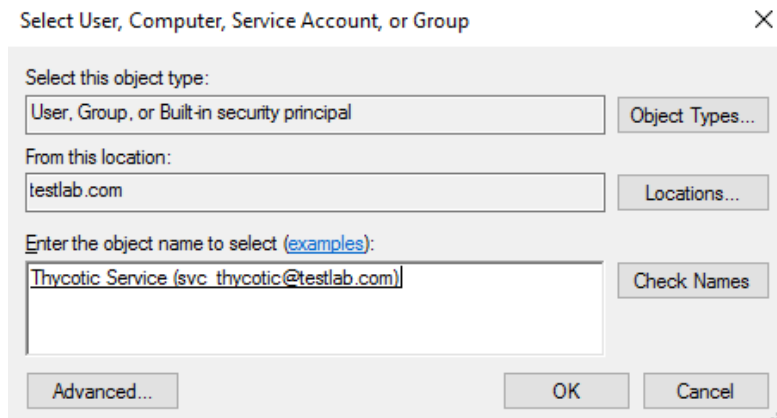 Select User, Computer, Service Account, or Group
Select this object type:
User, Group, or Built-in security principal
Object Types...
From this location:
testlab.com
Locations...
Enter the object name to select (examples):
Thycotic Service (svc_thycotic@testlab.com)
Check Names
Advanced...
OK
Cancel